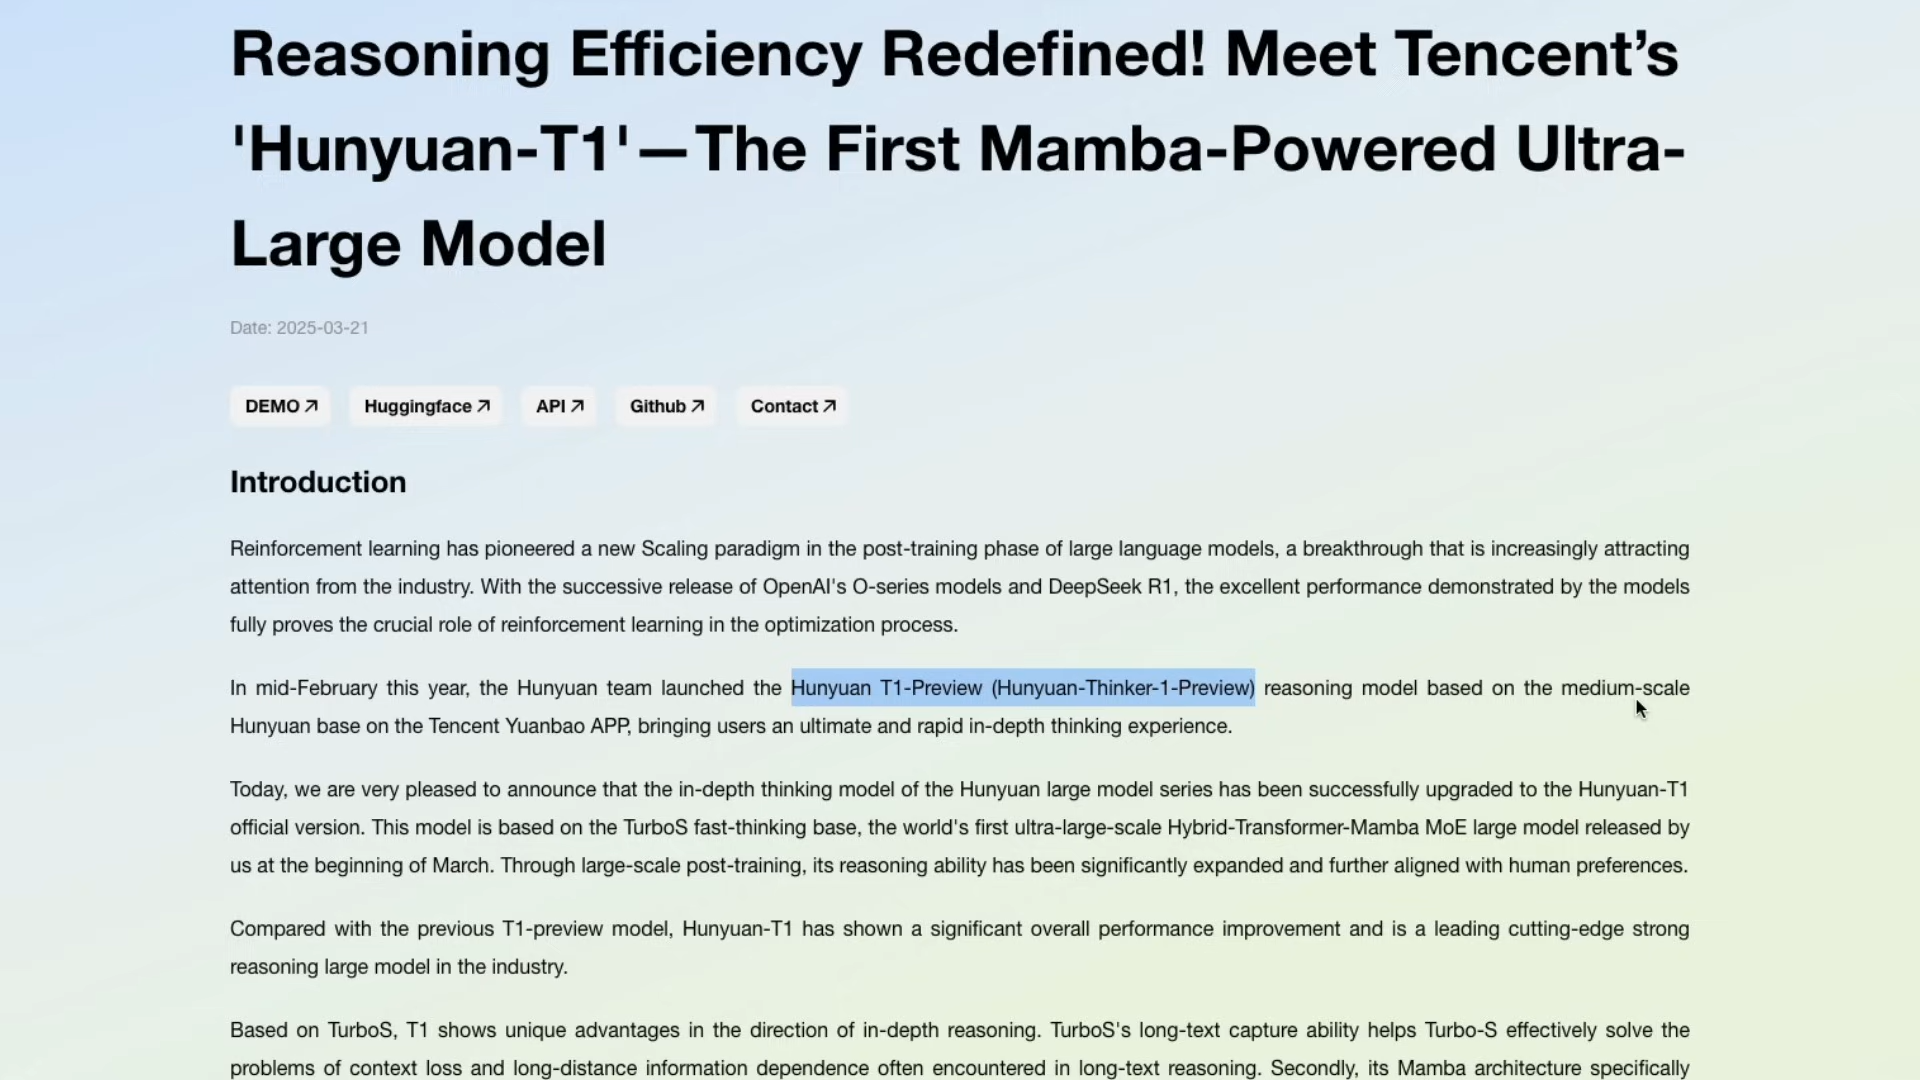 Reasoning Efficiency Redefined! Meet Tencent’s
'Hunyuan-T1'—The First Mamba-Powered Ultra-
Large Model
Date: 2025-03-21
DEMO Huggingface API Github Contact
Introduction
Reinforcement learning has pioneered a new Scaling paradigm in the post-training phase of large language models, a breakthrough that is increasingly attracting
attention from the industry. With the successive release of OpenAI's O-series models and DeepSeek R1, the excellent performance demonstrated by the models
fully proves the crucial role of reinforcement learning in the optimization process.
In mid-February this year, the Hunyuan team launched the Hunyuan T1-Preview (Hunyuan-Thinker-1-Preview) reasoning model based on the medium-scale
Hunyuan base on the Tencent Yuanbao APP, bringing users an ultimate and rapid in-depth thinking experience.
Today, we are very pleased to announce that the in-depth thinking model of the Hunyuan large model series has been successfully upgraded to the Hunyuan-T1
official version. This model is based on the TurboS fast-thinking base, the world's first ultra-large-scale Hybrid-Transformer-Mamba MoE large model released by
us at the beginning of March. Through large-scale post-training, its reasoning ability has been significantly expanded and further aligned with human preferences.
Compared with the previous T1-preview model, Hunyuan-T1 has shown a significant overall performance improvement and is a leading cutting-edge strong
reasoning large model in the industry.
Based on TurboS, T1 shows unique advantages in the direction of in-depth reasoning. TurboS's long-text capture ability helps Turbo-S effectively solve the
problems of context loss and long-distance information dependence often encountered in long-text reasoning. Secondly, its Mamba architecture specifically